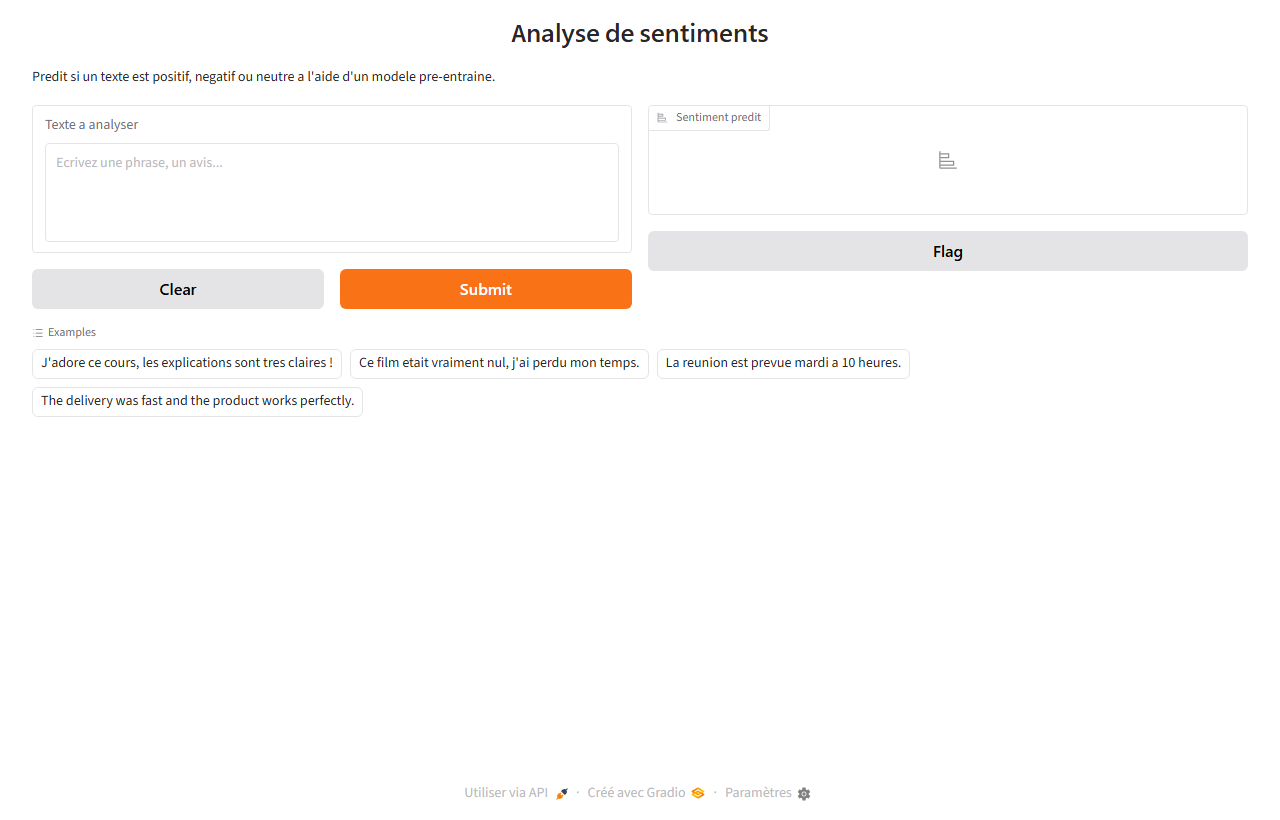 Analyse de sentiments
Predit si un texte est positif, negatif ou neutre a l'aide d'un modele pre-entraine.
Texte a analyser
Ecrivez une phrase, un avis...
Sentiment predit
Clear
Submit
Flag
Examples
J'adore ce cours, les explications sont tres claires !
Ce film etait vraiment nul, j'ai perdu mon temps.
La reunion est prevue mardi a 10 heures.
The delivery was fast and the product works perfectly.
Utiliser via API · Créé avec Gradio · Paramètres